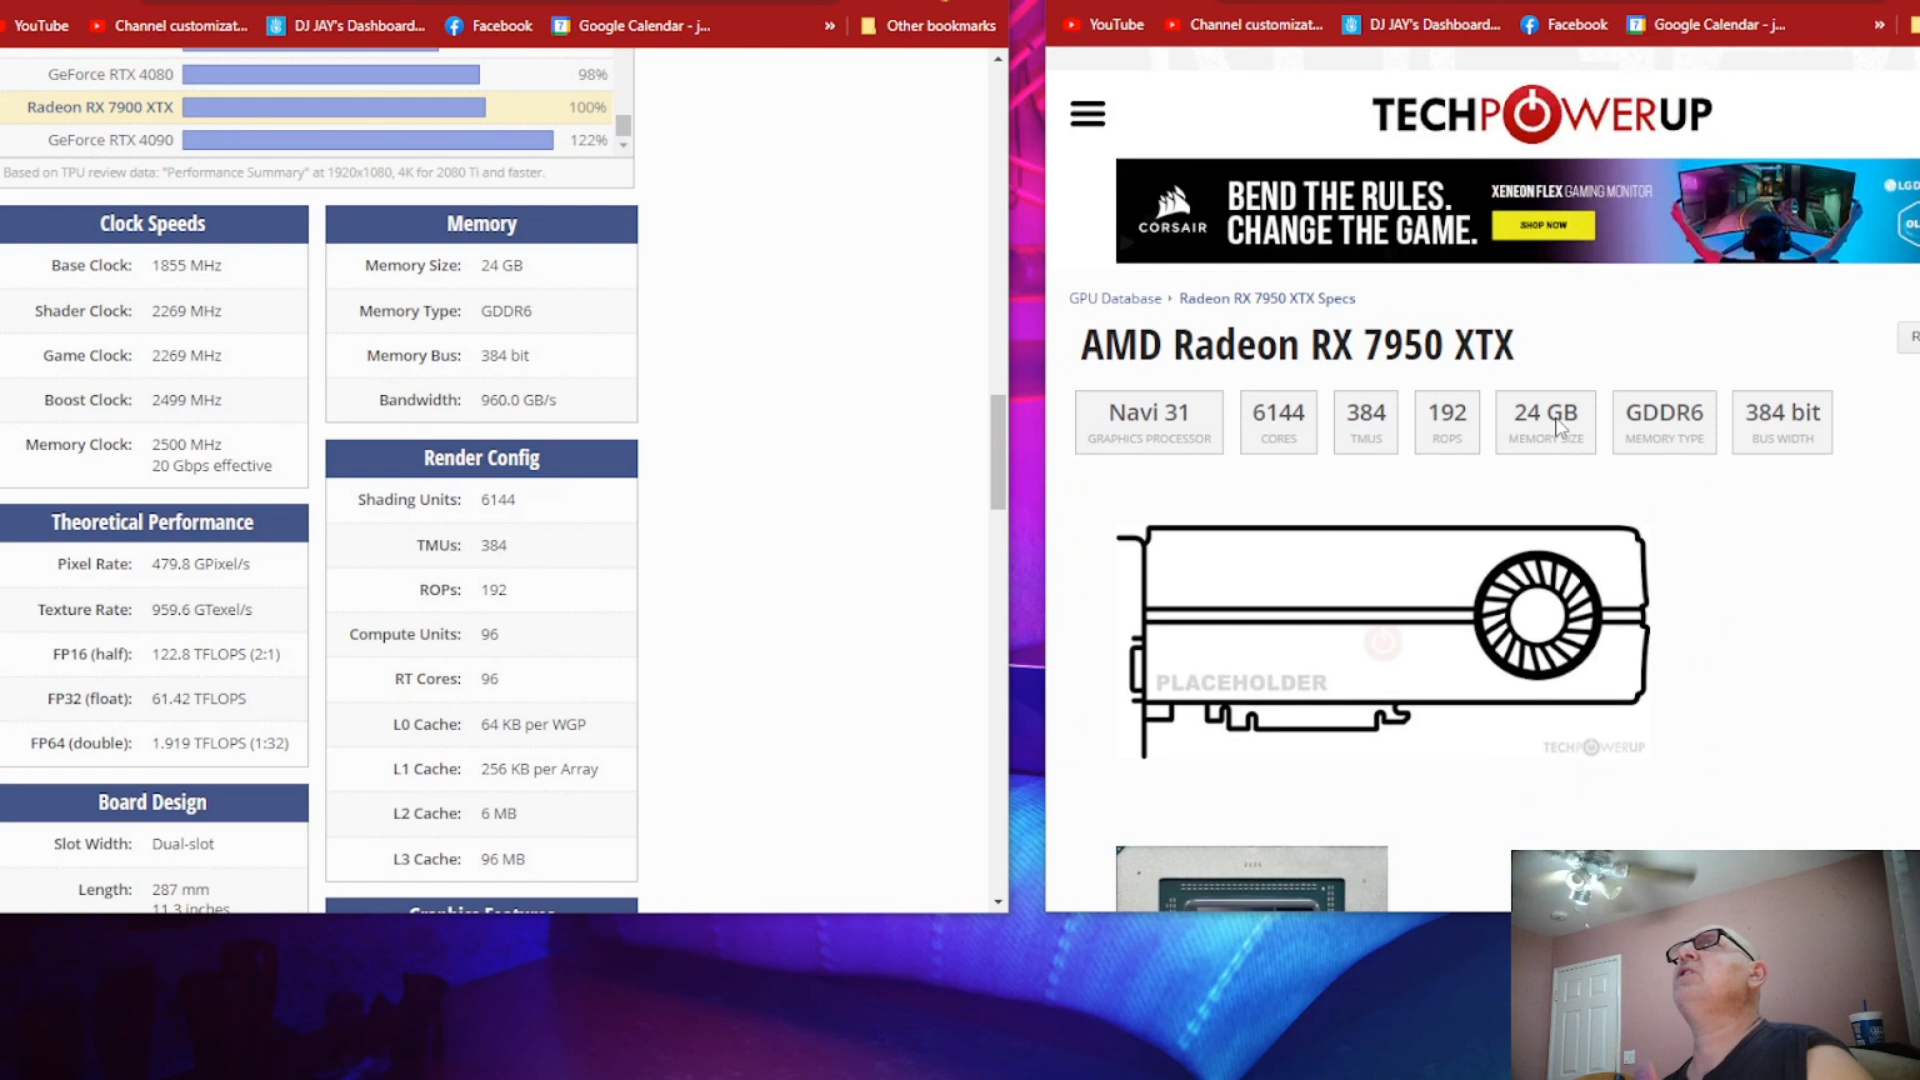 YouTube
Channel customizat...
DJ JAY's Dashboard...
Facebook
7
Google Calendar - j...
»
Other bookmarks
GeForce RTX 4080 98%
Radeon RX 7900 XTX 100%
GeForce RTX 4090 122%
Based on TPU review data: "Performance Summary" at 1920x1080, 4K for 2080 Ti and faster.
Clock Speeds
Base Clock: 1855 MHz
Shader Clock: 2269 MHz
Game Clock: 2269 MHz
Boost Clock: 2499 MHz
Memory Clock: 2500 MHz
20 Gbps effective
Theoretical Performance
Pixel Rate: 479.8 GPixel/s
Texture Rate: 959.6 GTexel/s
FP16 (half): 122.8 TFLOPS (2:1)
FP32 (float): 61.42 TFLOPS
FP64 (double): 1.919 TFLOPS (1:32)
Board Design
Slot Width: Dual-slot
Length: 287 mm
11.3 inches
Memory
Memory Size: 24 GB
Memory Type: GDDR6
Memory Bus: 384 bit
Bandwidth: 960.0 GB/s
Render Config
Shading Units: 6144
TMUs: 384
ROPs: 192
Compute Units: 96
RT Cores: 96
L0 Cache: 64 KB per WGP
L1 Cache: 256 KB per Array
L2 Cache: 6 MB
L3 Cache: 96 MB
Graphics Features
YouTube
Channel customizat...
DJ JAY's Dashboard...
Facebook
7
Google Calendar - j...
»
TECHPOWERUP
CORSAIR
BEND THE RULES.
CHANGE THE GAME.
XENEON FLEX GAMING MONITOR
SHOP NOW
LG
GPU Database › Radeon RX 7950 XTX Specs
AMD Radeon RX 7950 XTX
R
Navi 31
GRAPHICS PROCESSOR
6144
CORES
384
TMUS
192
ROPS
24 GB
MEMORY SIZE
GDDR6
MEMORY TYPE
384 bit
BUS WIDTH
PLACEHOLDER
TECHPOWERUP